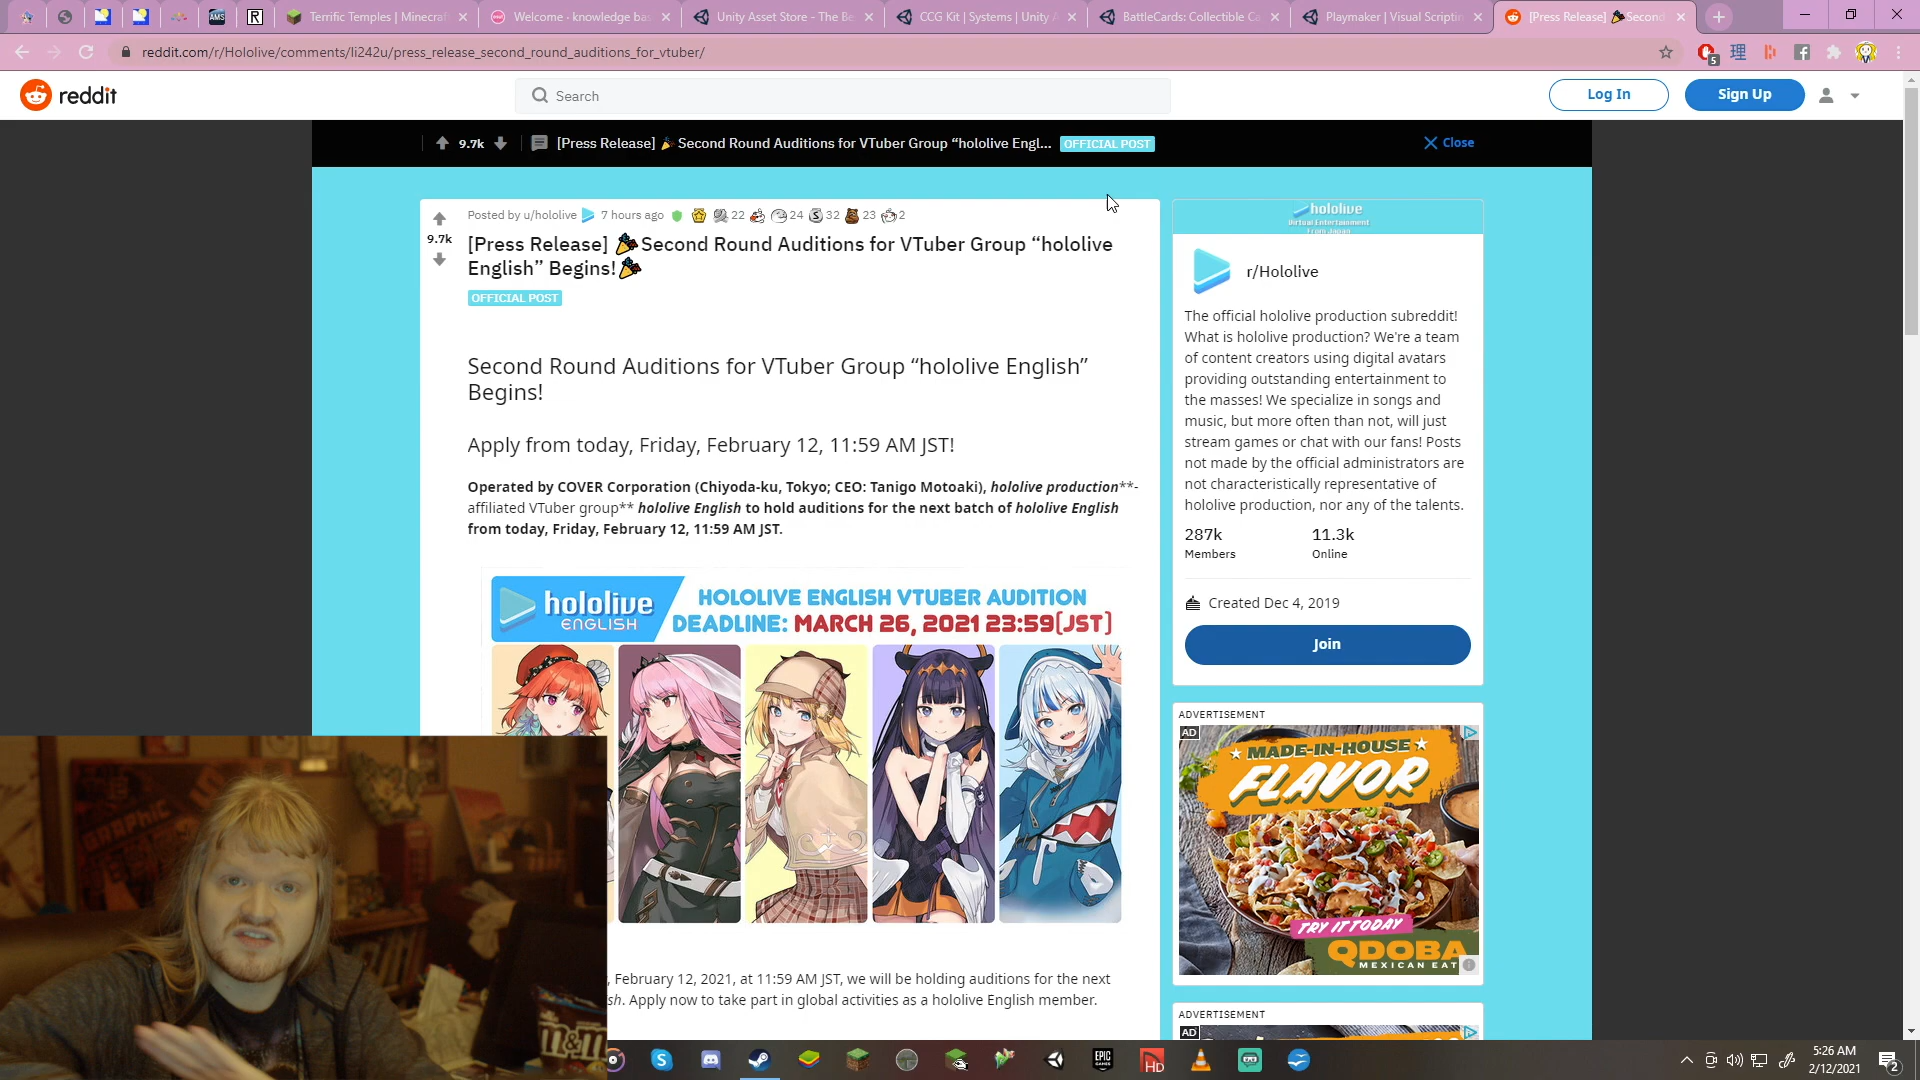 AMS
R
Terrific Temples | Minecraf
Welcome - knowledge bas
Unity Asset Store - The Be
CCG Kit | Systems | Unity A
BattleCards: Collectible Ca
Playmaker | Visual Scriptin
[Press Release] 🎉Second
reddit.com/r/Hololive/comments/li242u/press_release_second_round_auditions_for_vtuber/
5
理
reddit
Search
Log In
Sign Up
9.7k
[Press Release] 🎉Second Round Auditions for VTuber Group “hololive Engl...
OFFICIAL POST
Close
Posted by u/hololive 7 hours ago 22 24 S 32 23 2
9.7k
[Press Release] 🎉Second Round Auditions for VTuber Group “hololive
English” Begins!🎉
OFFICIAL POST
Second Round Auditions for VTuber Group “hololive English”
Begins!
Apply from today, Friday, February 12, 11:59 AM JST!
Operated by COVER Corporation (Chiyoda-ku, Tokyo; CEO: Tanigo Motoaki), hololive production**-
affiliated VTuber group** hololive English to hold auditions for the next batch of hololive English
from today, Friday, February 12, 11:59 AM JST.
hololive
ENGLISH
HOLOLIVE ENGLISH VTUBER AUDITION
DEADLINE: MARCH 26, 2021 23:59[JST]
, February 12, 2021, at 11:59 AM JST, we will be holding auditions for the next
sh. Apply now to take part in global activities as a hololive English member.
hololive
Virtual Entertainment
From Japan
r/Hololive
The official hololive production subreddit!
What is hololive production? We're a team
of content creators using digital avatars
providing outstanding entertainment to
the masses! We specialize in songs and
music, but more often than not, will just
stream games or chat with our fans! Posts
not made by the official administrators are
not characteristically representative of
hololive production, nor any of the talents.
287k
Members
11.3k
Online
Created Dec 4, 2019
Join
ADVERTISEMENT
AD
MADE-IN-HOUSE
FLAVOR
TRY IT TODAY
QDOBA
MEXICAN EATS
ADVERTISEMENT
AD
m&m
EPIC
GAMES
HD
5:26 AM
2/12/2021
2